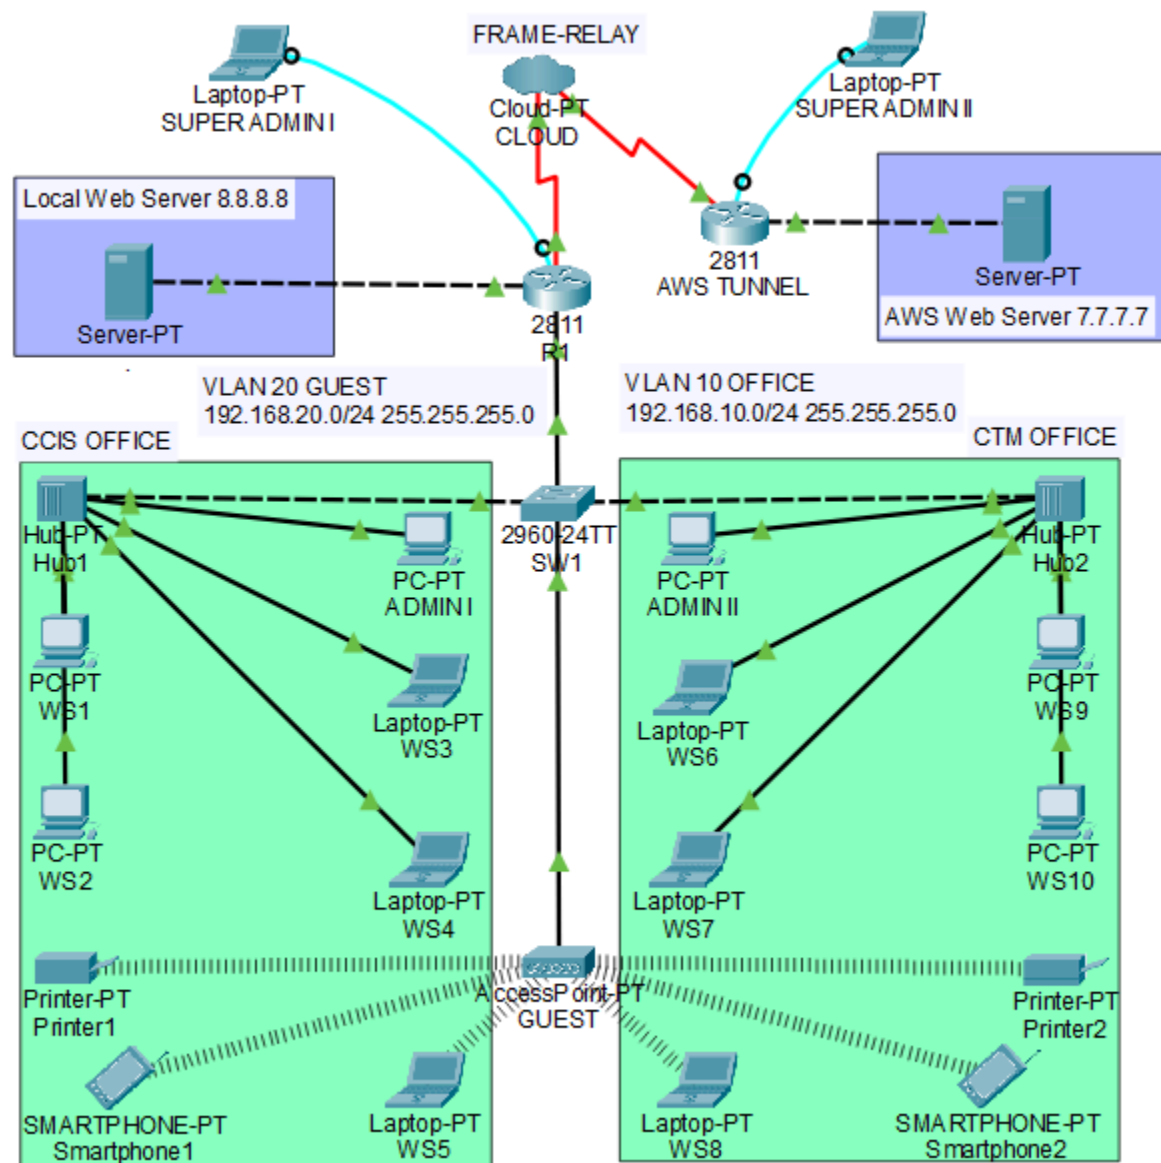 FRAME-RELAY
Laptop-PT
SUPER ADMIN I
Cloud-PT
CLOUD
Laptop-PT
SUPER ADMIN II
Local Web Server 8.8.8.8
Server-PT
2811
R1
2811
AWS TUNNEL
Server-PT
AWS Web Server 7.7.7.7
VLAN 20 GUEST
192.168.20.0/24 255.255.255.0
VLAN 10 OFFICE
192.168.10.0/24 255.255.255.0
CCIS OFFICE
CTM OFFICE
Hub-PT
Hub1
PC-PT
ADMIN I
2960-24TT
SW1
PC-PT
ADMIN II
Hub-PT
Hub2
PC-PT
WS1
Laptop-PT
WS3
Laptop-PT
WS6
PC-PT
WS9
PC-PT
WS2
Laptop-PT
WS4
Laptop-PT
WS7
PC-PT
WS10
Printer-PT
Printer1
AccessPoint-PT
GUEST
Printer-PT
Printer2
SMARTPHONE-PT
Smartphone1
Laptop-PT
WS5
Laptop-PT
WS8
SMARTPHONE-PT
Smartphone2